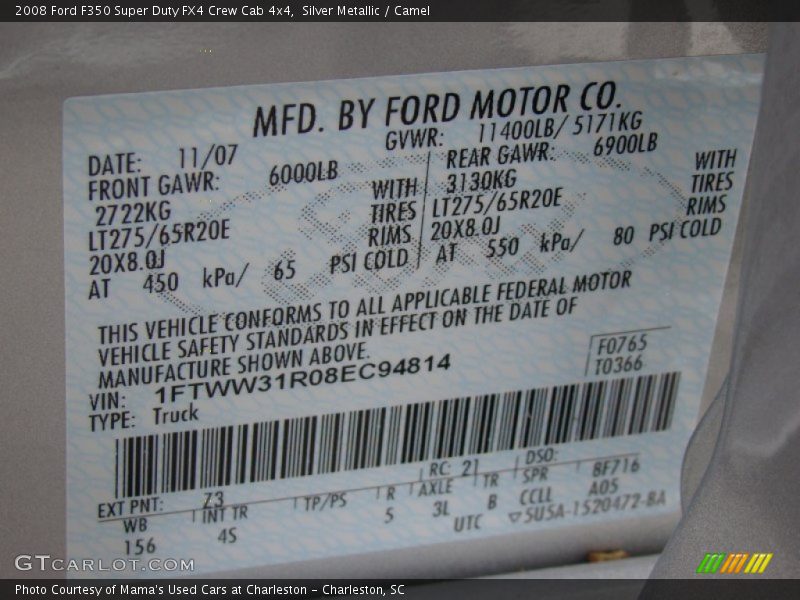 2008 Ford F350 Super Duty FX4 Crew Cab 4x4, Silver Metallic / Camel
MFD. BY FORD MOTOR CO.
DATE: 11/07 GVWR: 11400LB/ 5171KG
FRONT GAWR: 6000LB REAR GAWR: 6900LB
2722KG WITH 3130KG WITH
LT275/65R20E TIRES LT275/65R20E TIRES
20X8.0J RIMS 20X8.0J RIMS
AT 450 kPa/ 65 PSI COLD AT 550 kPa/ 80 PSI COLD
THIS VEHICLE CONFORMS TO ALL APPLICABLE FEDERAL MOTOR
VEHICLE SAFETY STANDARDS IN EFFECT ON THE DATE OF
MANUFACTURE SHOWN ABOVE.
VIN: 1FTWW31R08EC94814 F0765
TYPE: Truck T0366
EXT PNT: Z3 RC: 21 DSO:
WB INT TR TP/PS R AXLE TR SPR 8F716
156 4S 5 3L B CCLL A05
UTC ▽5U5A-1520472-BA
GTCARLOT.COM
Photo Courtesy of Mama's Used Cars at Charleston - Charleston, SC